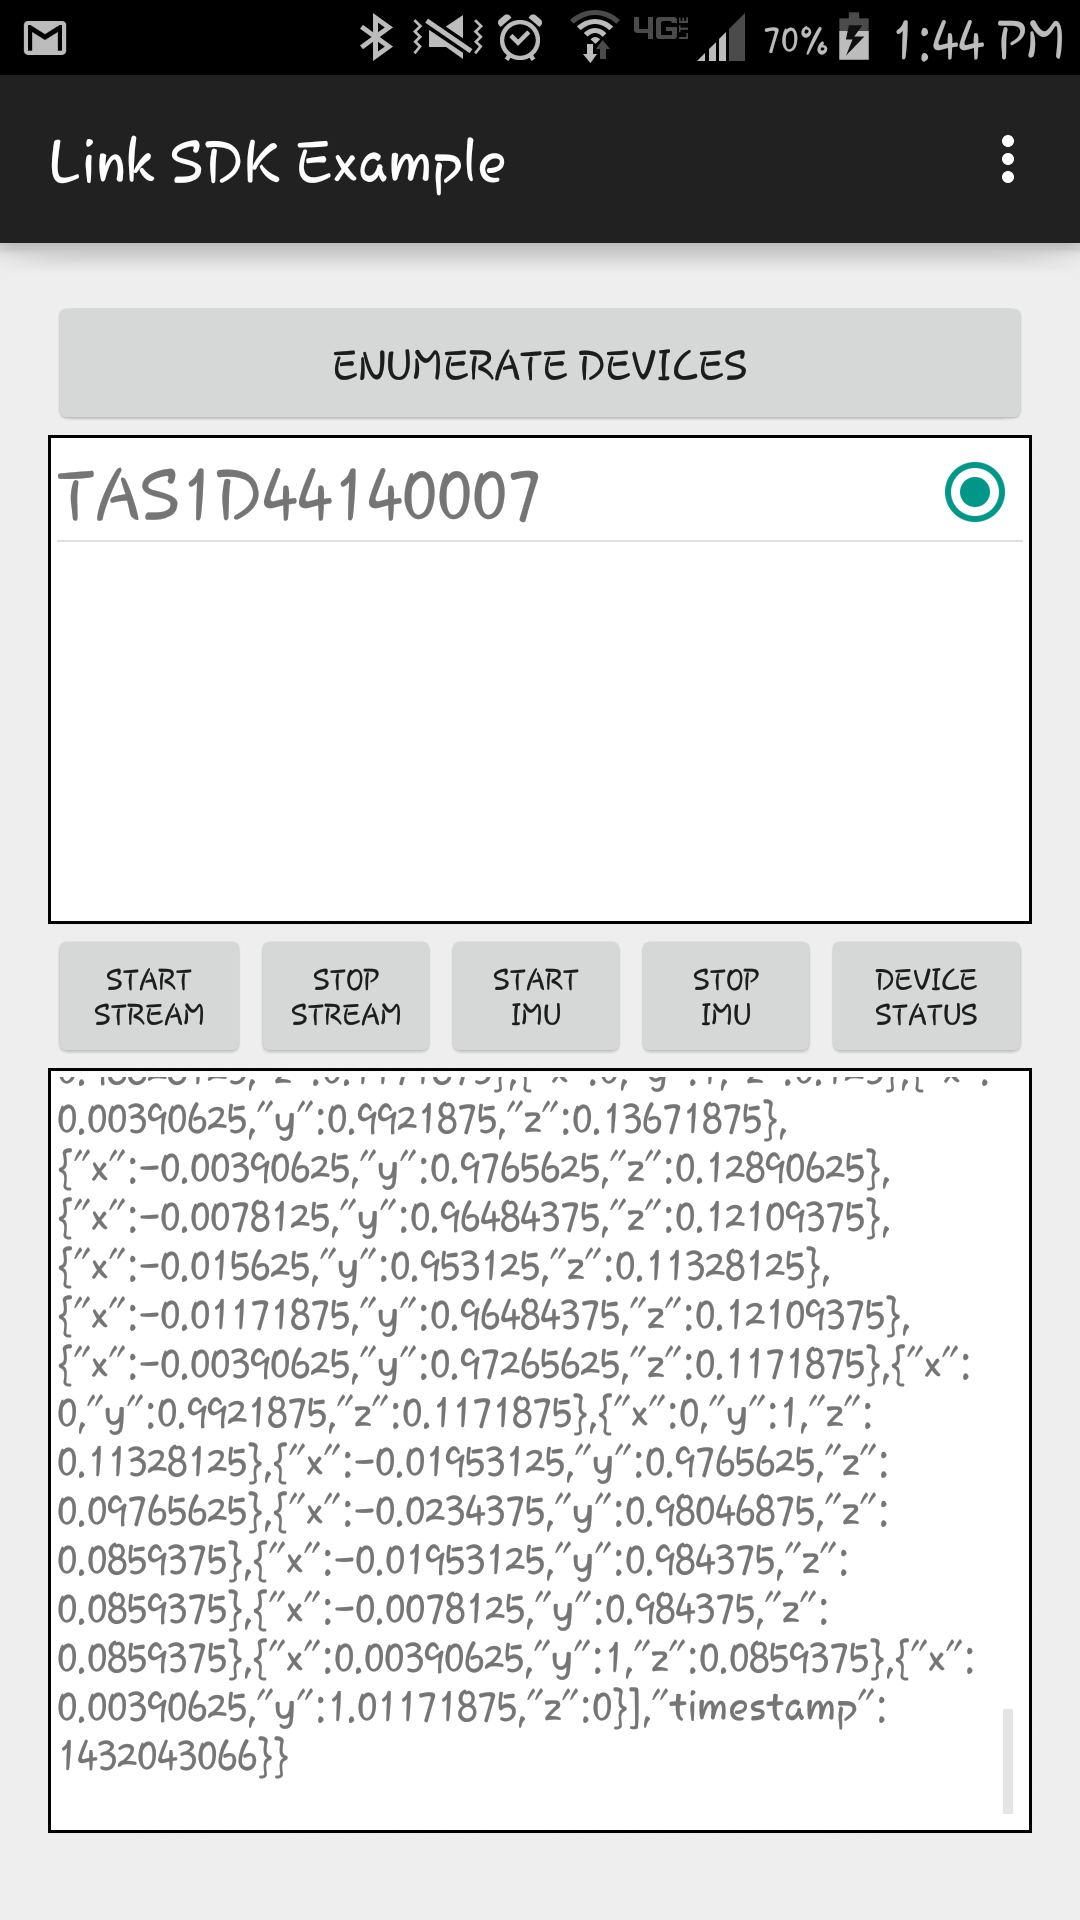 4G LTE 70% 1:44 PM
Link SDK Example
ENUMERATE DEVICES
TAS1D44140007
START STREAM
STOP STREAM
START IMU
STOP IMU
DEVICE STATUS
0.00390625,"y":0.9921875,"z":0.13671875},
{"x":-0.00390625,"y":0.9765625,"z":0.12890625},
{"x":-0.0078125,"y":0.96484375,"z":0.12109375},
{"x":-0.015625,"y":0.953125,"z":0.11328125},
{"x":-0.01171875,"y":0.96484375,"z":0.12109375},
{"x":-0.00390625,"y":0.97265625,"z":0.1171875},{"x":
0,"y":0.9921875,"z":0.1171875},{"x":0,"y":1,"z":
0.11328125},{"x":-0.01953125,"y":0.9765625,"z":
0.09765625},{"x":-0.0234375,"y":0.98046875,"z":
0.0859375},{"x":-0.01953125,"y":0.984375,"z":
0.0859375},{"x":-0.0078125,"y":0.984375,"z":
0.0859375},{"x":0.00390625,"y":1,"z":0.0859375},{"x":
0.00390625,"y":1.01171875,"z":0}],"timestamp":
1432043066}}